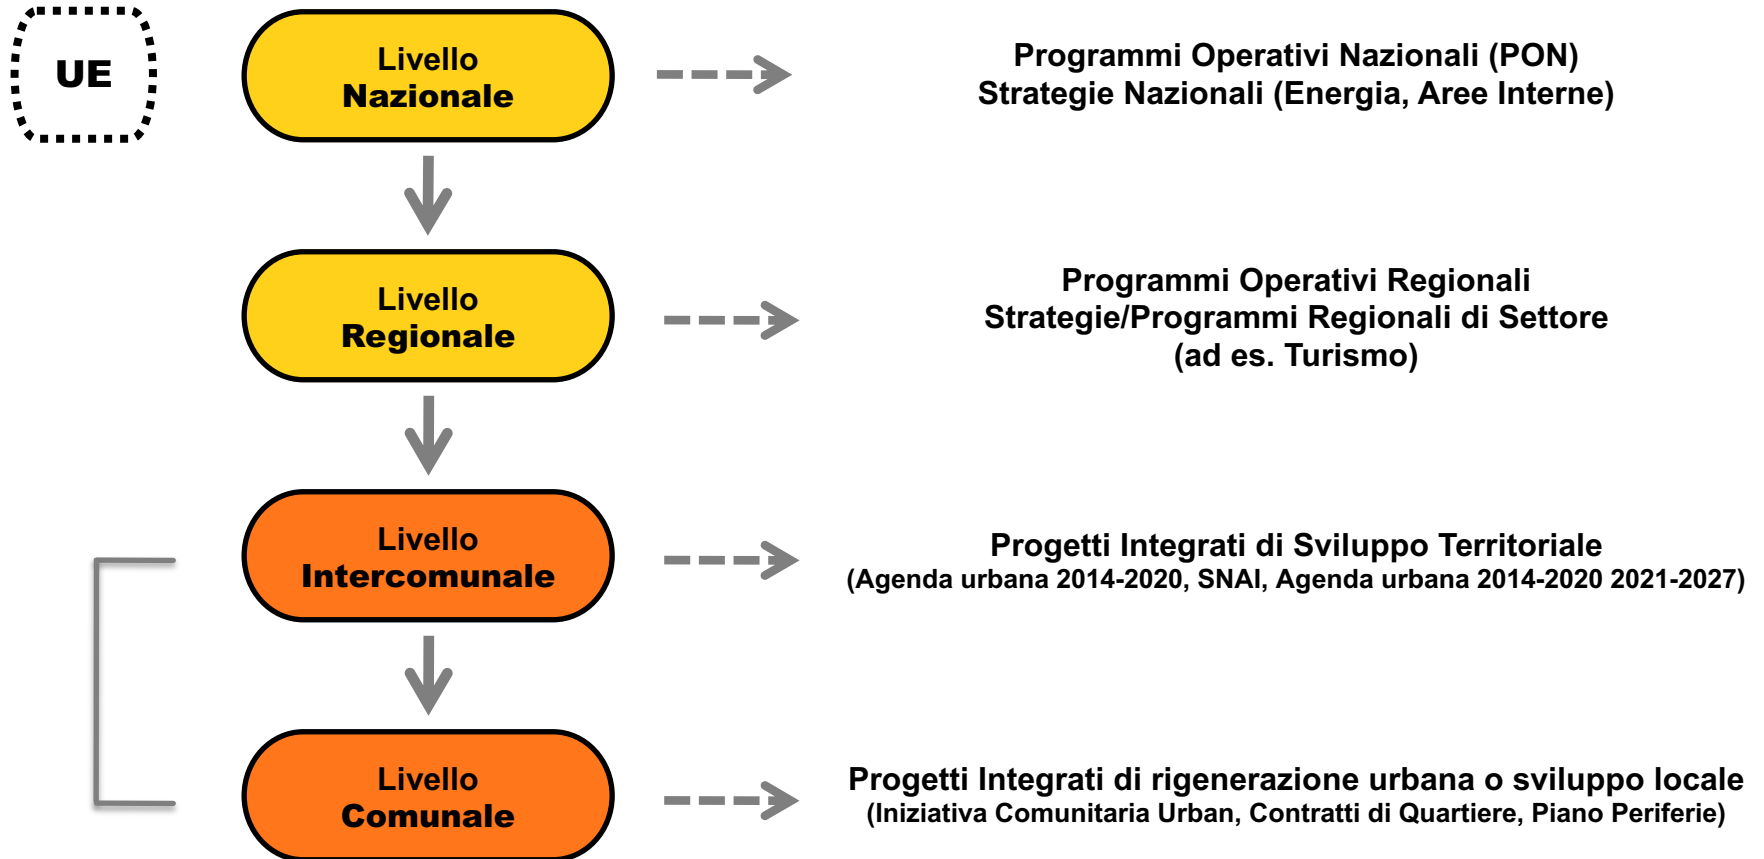 UE
Livello
Nazionale
Programmi Operativi Nazionali (PON)
Strategie Nazionali (Energia, Aree Interne)
Livello
Regionale
Programmi Operativi Regionali
Strategie/Programmi Regionali di Settore
(ad es. Turismo)
Livello
Intercomunale
Progetti Integrati di Sviluppo Territoriale
(Agenda urbana 2014-2020, SNAI, Agenda urbana 2014-2020 2021-2027)
Livello
Comunale
Progetti Integrati di rigenerazione urbana o sviluppo locale
(Iniziativa Comunitaria Urban, Contratti di Quartiere, Piano Periferie)